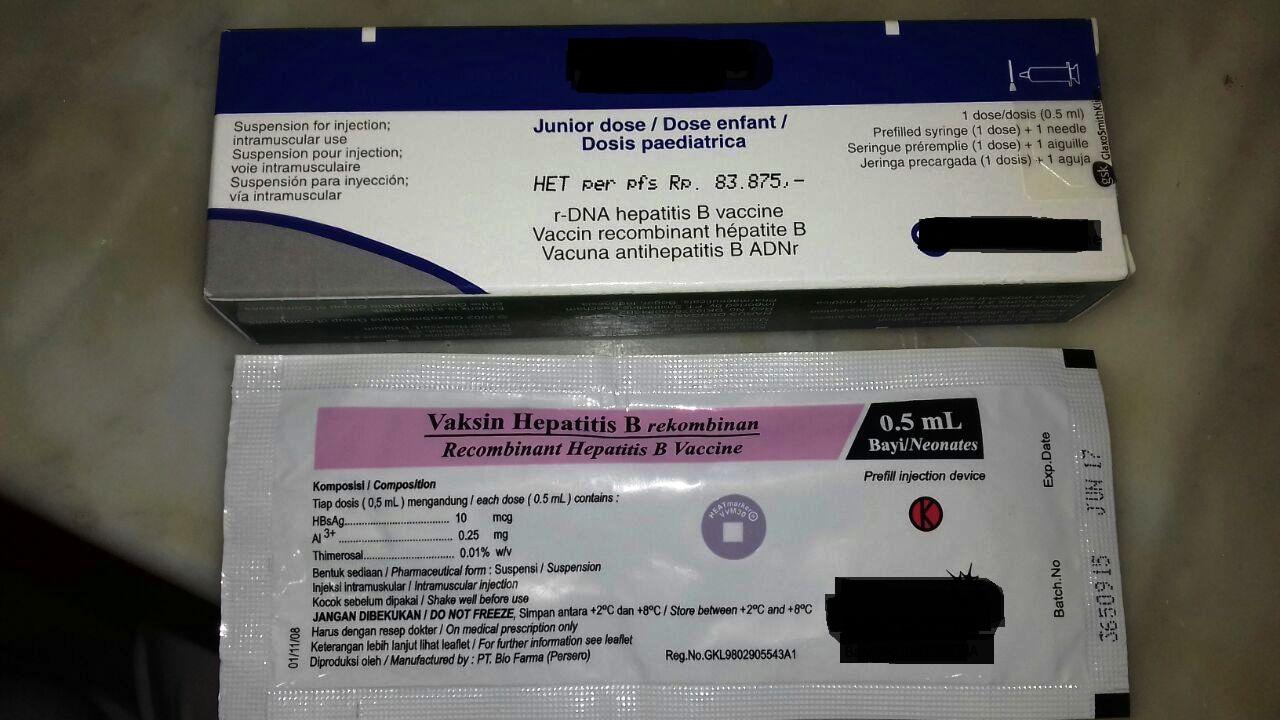 Suspension for injection;
intramuscular use
Suspension pour injection;
voie intramusculaire
Suspensión para inyección;
vía intramuscular
Junior dose / Dose enfant /
Dosis paediatrica
HET per pfs Rp. 83.875,-
r-DNA hepatitis B vaccine
Vaccin recombinant hépatite B
Vacuna antihepatitis B ADNr
1 dose/dosis (0.5 ml)
Prefilled syringe (1 dose) + 1 needle
Seringue préremplie (1 dose) + 1 aiguille
Jeringa precargada (1 dosis) + 1 aguja
gsk GlaxoSmithKli
Vaksin Hepatitis B rekombinan
Recombinant Hepatitis B Vaccine
0.5 mL
Bayi/Neonates
Prefill injection device
Komposisi / Composition
Tiap dosis ( 0,5 mL ) mengandung / each dose ( 0.5 mL ) contains :
HBsAg................................ 10 mcg
Al 3+ ................................... 0.25 mg
Thimerosal............................ 0.01% w/v
Bentuk sediaan / Pharmaceutical form : Suspensi / Suspension
Injeksi intramuskular / Intramuscular injection
Kocok sebelum dipakai / Shake well before use
JANGAN DIBEKUKAN / DO NOT FREEZE, Simpan antara +2ºC dan +8ºC / Store between +2ºC and +8ºC
Harus dengan resep dokter / On medical prescription only
Keterangan lebih lanjut lihat leaflet / For further information see leaflet
Diproduksi oleh / Manufactured by : PT. Bio Farma (Persero)
Reg.No.GKL9802905543A1
01/11/08
HEATmarker
VVM30
K
Exp.Date
JUN 17
Batch.No
3650915